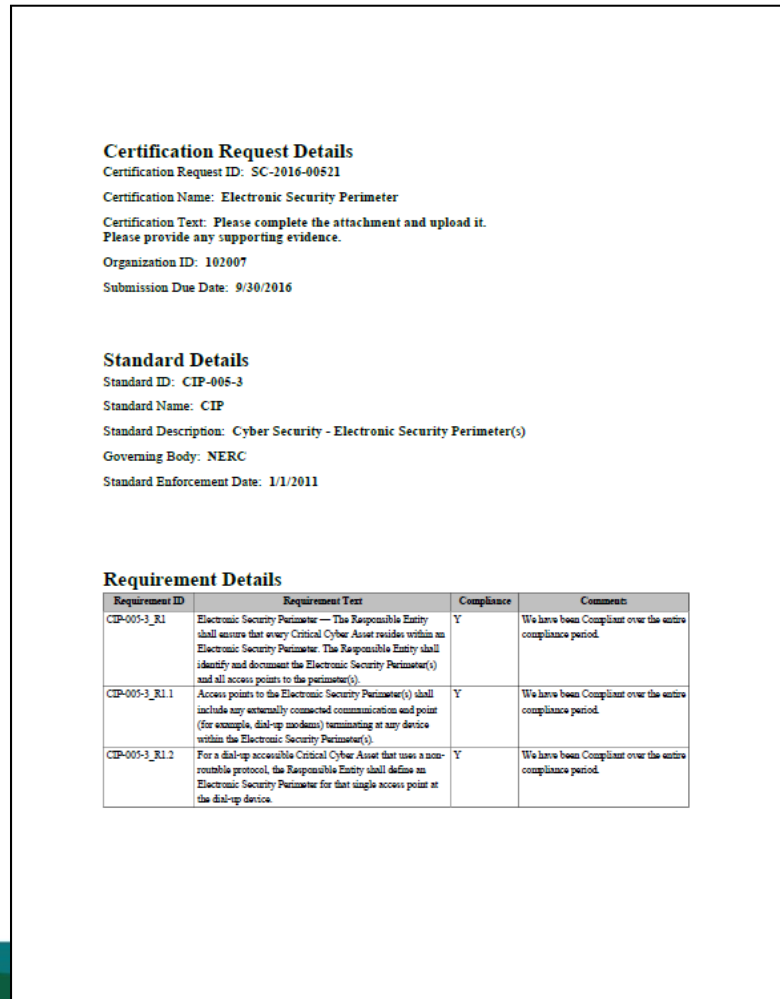 Certification Request Details
Certification Request ID: SC-2016-00521
Certification Name: Electronic Security Perimeter
Certification Text: Please complete the attachment and upload it.
Please provide any supporting evidence.
Organization ID: 102007
Submission Due Date: 9/30/2016
Standard Details
Standard ID: CIP-005-3
Standard Name: CIP
Standard Description: Cyber Security - Electronic Security Perimeter(s)
Governing Body: NERC
Standard Enforcement Date: 1/1/2011
Requirement Details
Requirement ID Requirement Text Compliance Comments
CIP-005-3_R1 Electronic Security Perimeter — The Responsible Entity Y We have been Compliant over the entire
shall ensure that every Critical Cyber Asset resides within an compliance period.
Electronic Security Perimeter. The Responsible Entity shall
identify and document the Electronic Security Perimeter(s)
and all access points to the perimeter(s).
CIP-005-3_R1.1 Access points to the Electronic Security Perimeter(s) shall Y We have been Compliant over the entire
include any externally connected communication end point compliance period.
(for example, dial-up modems) terminating at any device
within the Electronic Security Perimeter(s).
CIP-005-3_R1.2 For a dial-up accessible Critical Cyber Asset that uses a non- Y We have been Compliant over the entire
routable protocol, the Responsible Entity shall define an compliance period.
Electronic Security Perimeter for that single access point at
the dial-up device.